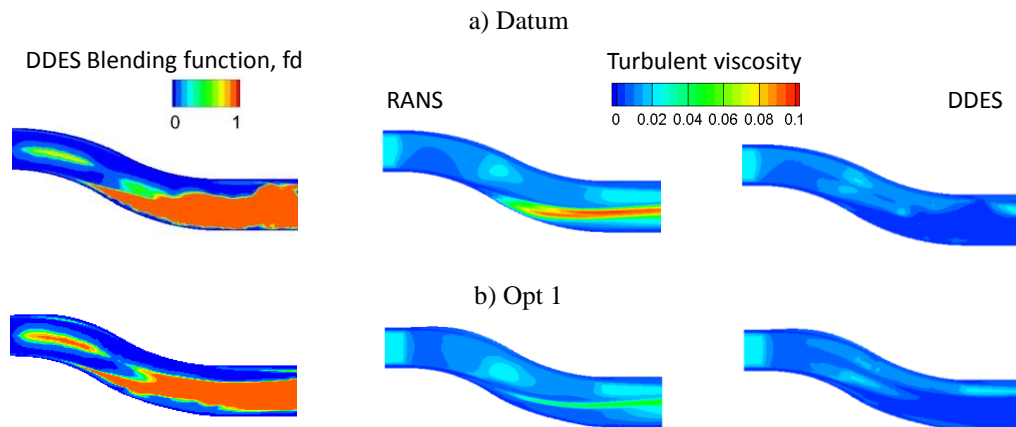 a) Datum
DDES Blending function, fd
0 1
Turbulent viscosity
RANS
DDES
0 0.02 0.04 0.06 0.08 0.1
b) Opt 1